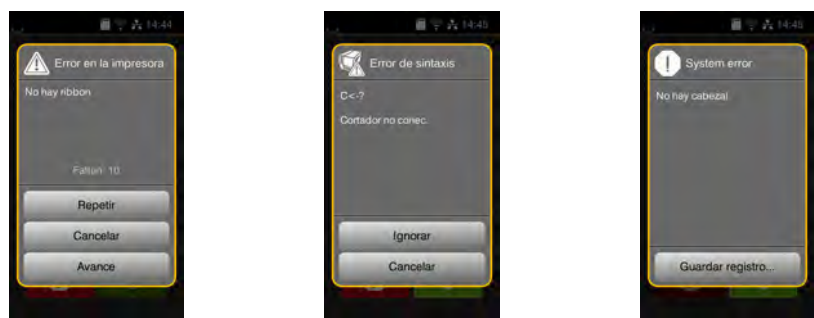 14:44
Error en la impresora
No hay ribbon
Faltan: 10
Repetir
Cancelar
Avance
14:45
Error de sintaxis
C<-?
Cortador no conec.
Ignorar
Cancelar
14:45
System error
No hay cabezal
Guardar registro...